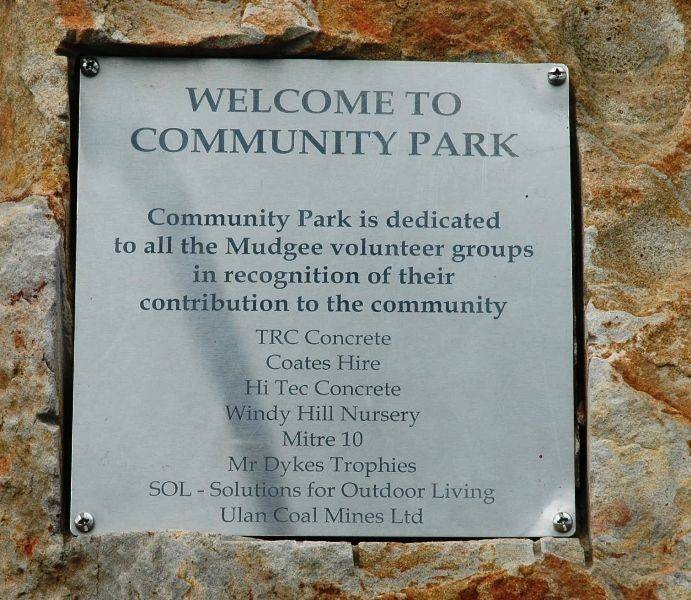 WELCOME TO
COMMUNITY PARK
Community Park is dedicated
to all the Mudgee volunteer groups
in recognition of their
contribution to the community
TRC Concrete
Coates Hire
Hi Tec Concrete
Windy Hill Nursery
Mitre 10
Mr Dykes Trophies
SOL - Solutions for Outdoor Living
Ulan Coal Mines Ltd